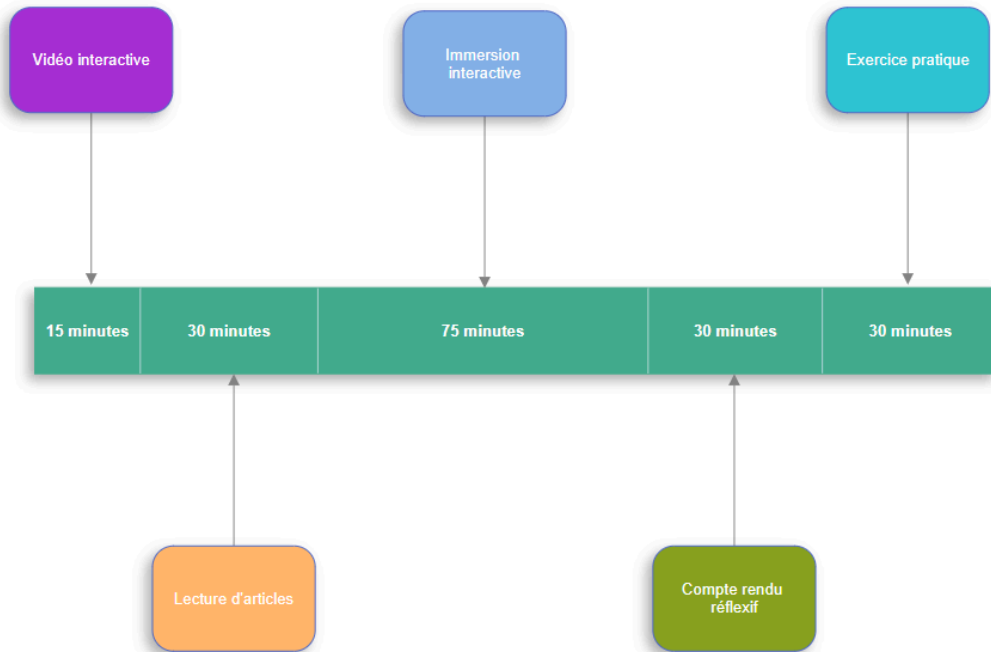 Vidéo interactive
Immersion
interactive
Exercice pratique
15 minutes
30 minutes
75 minutes
30 minutes
30 minutes
Lecture d'articles
Compte rendu
réflexif